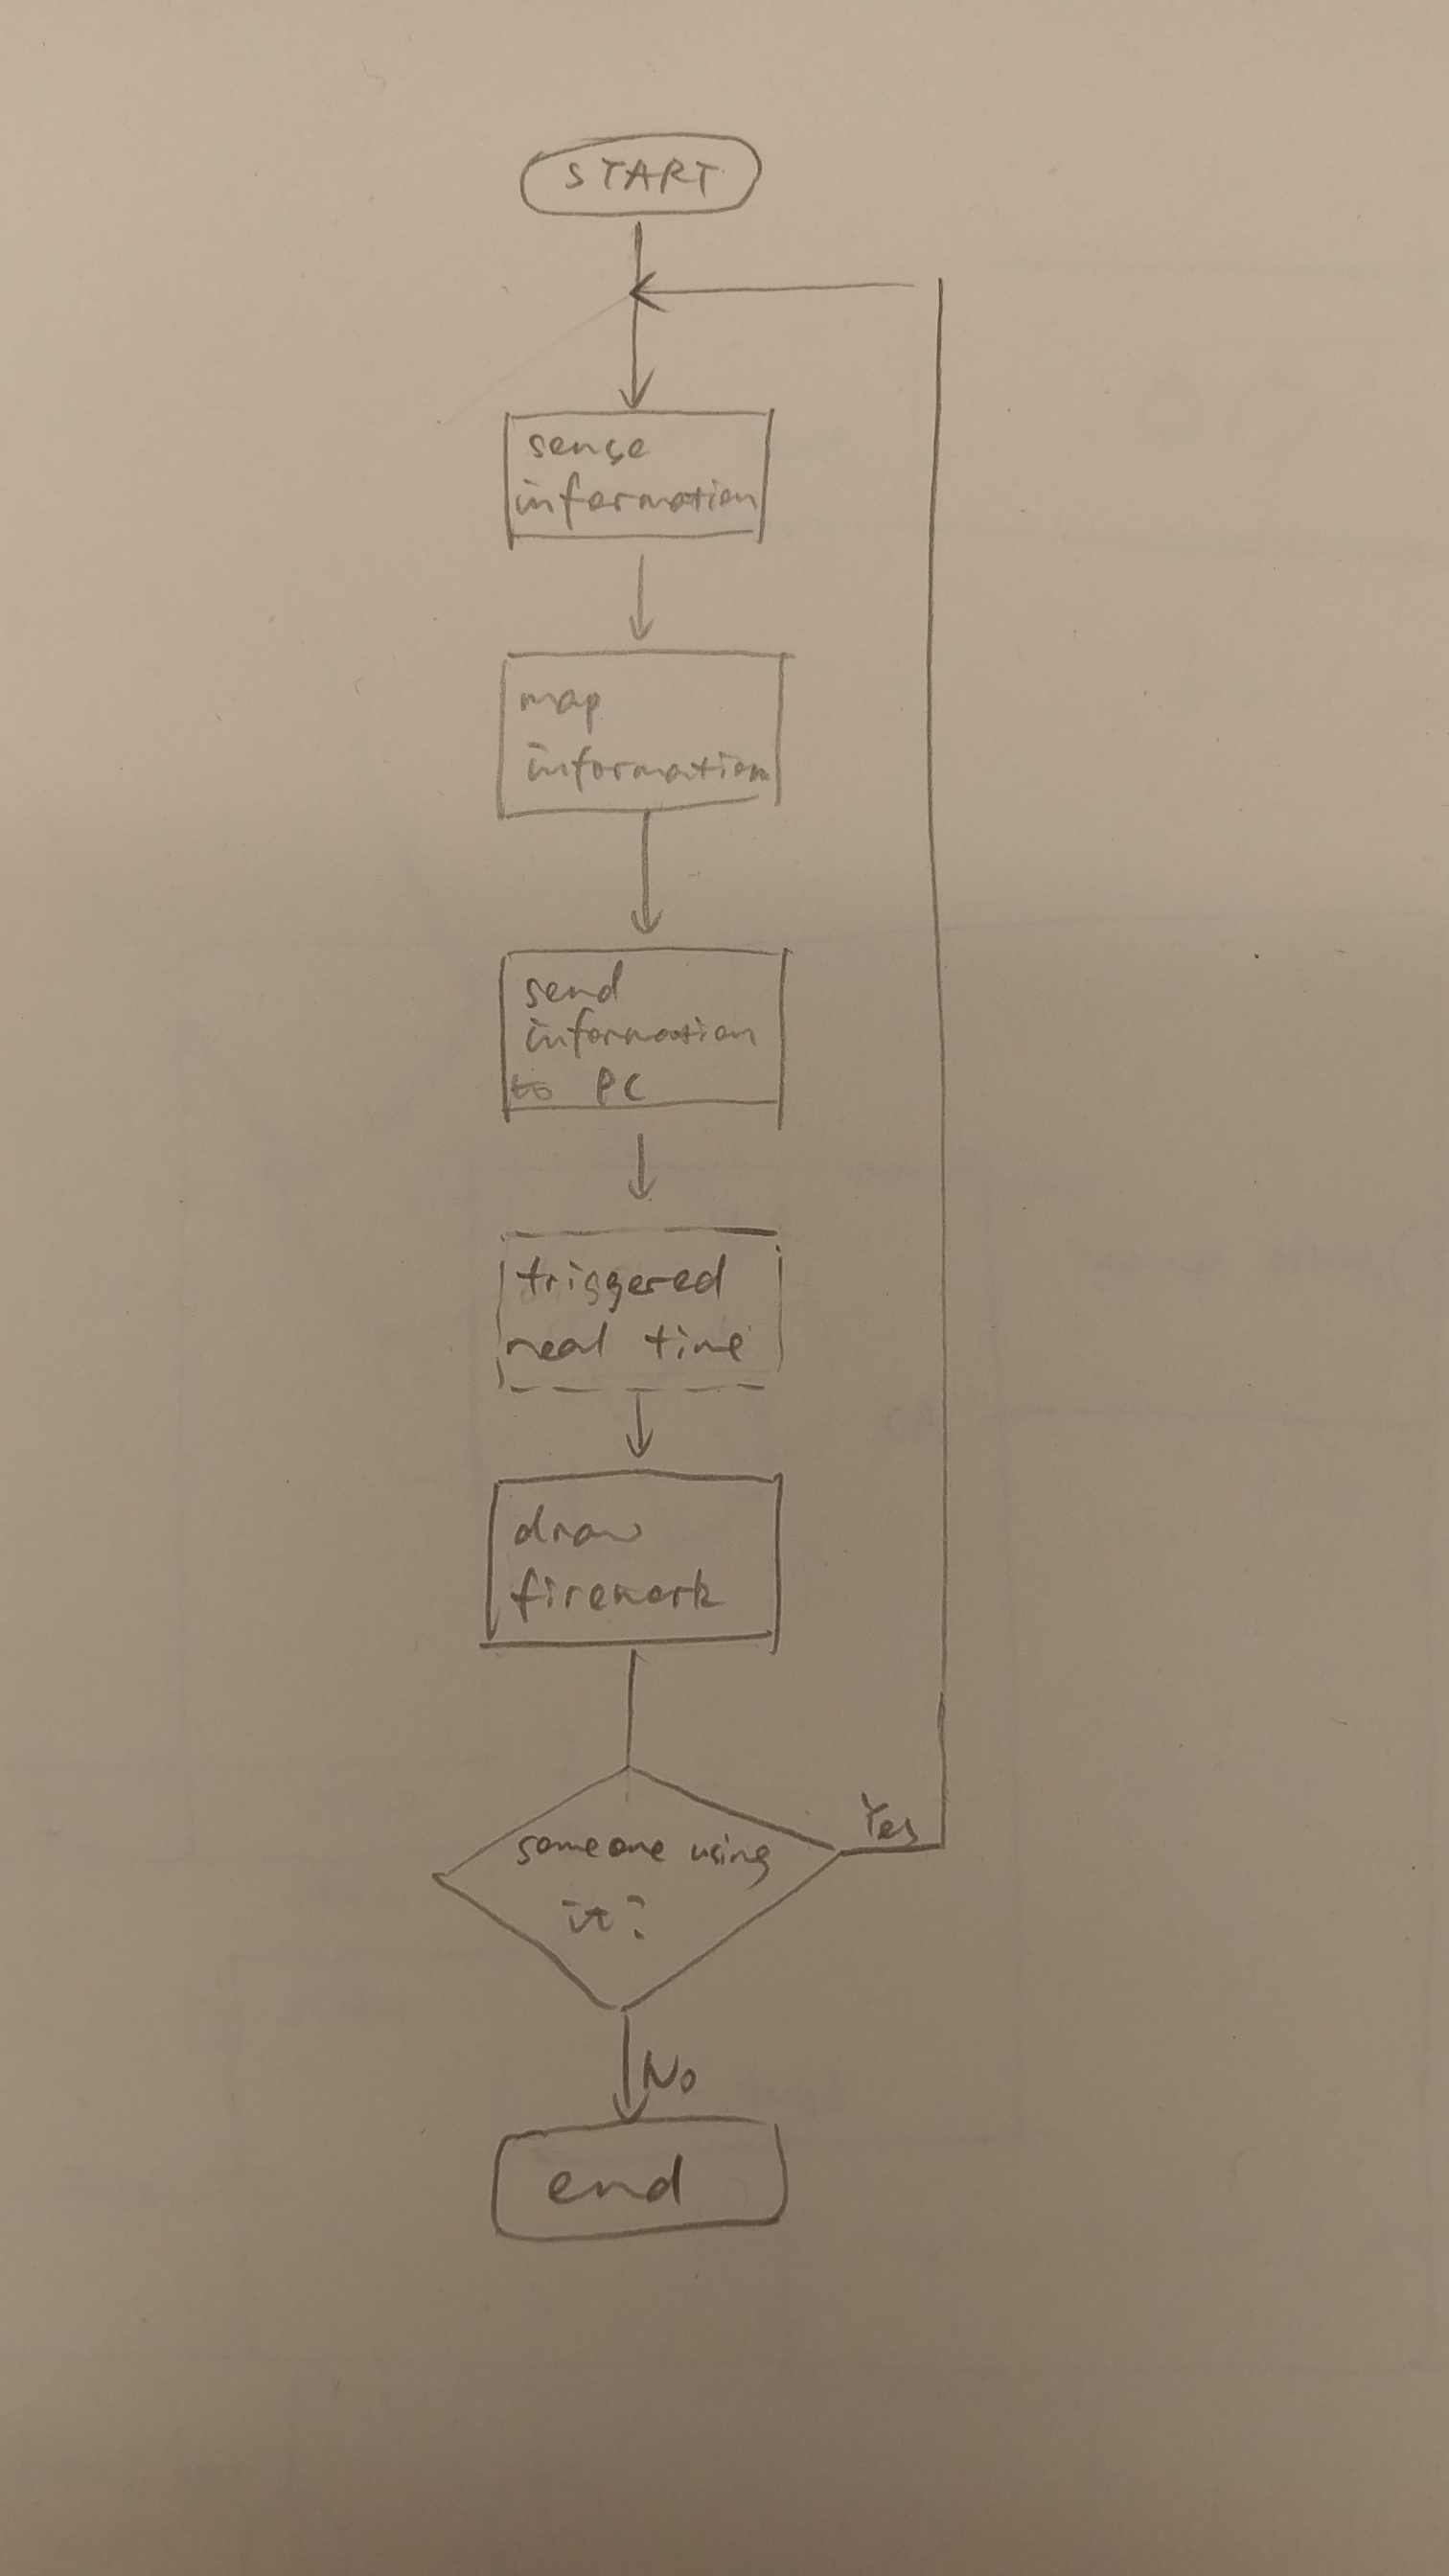 START
sense
information
map
information
send
information
to PC
triggered
real time
draw
firework
someone using
it?
Yes
No
end